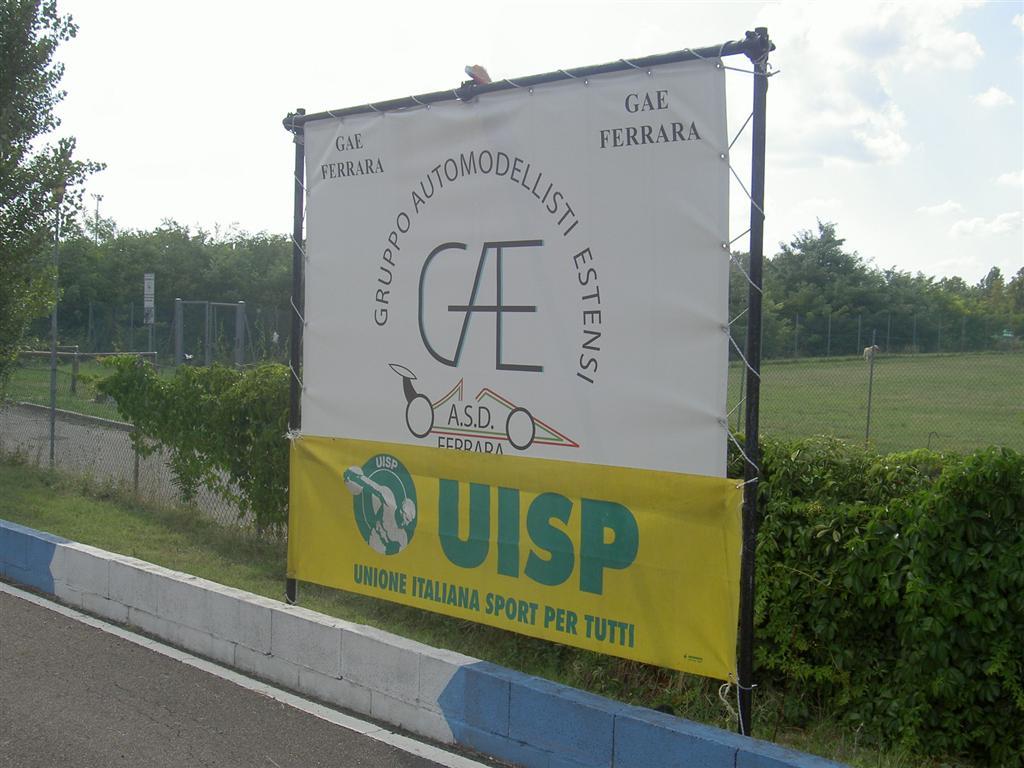 GAE
FERRARA
GAE
FERRARA
GRUPPO AUTOMODELLISTI ESTENSI
GAE
A.S.D.
FERRARA
UISP
UISP
UNIONE ITALIANA SPORT PER TUTTI